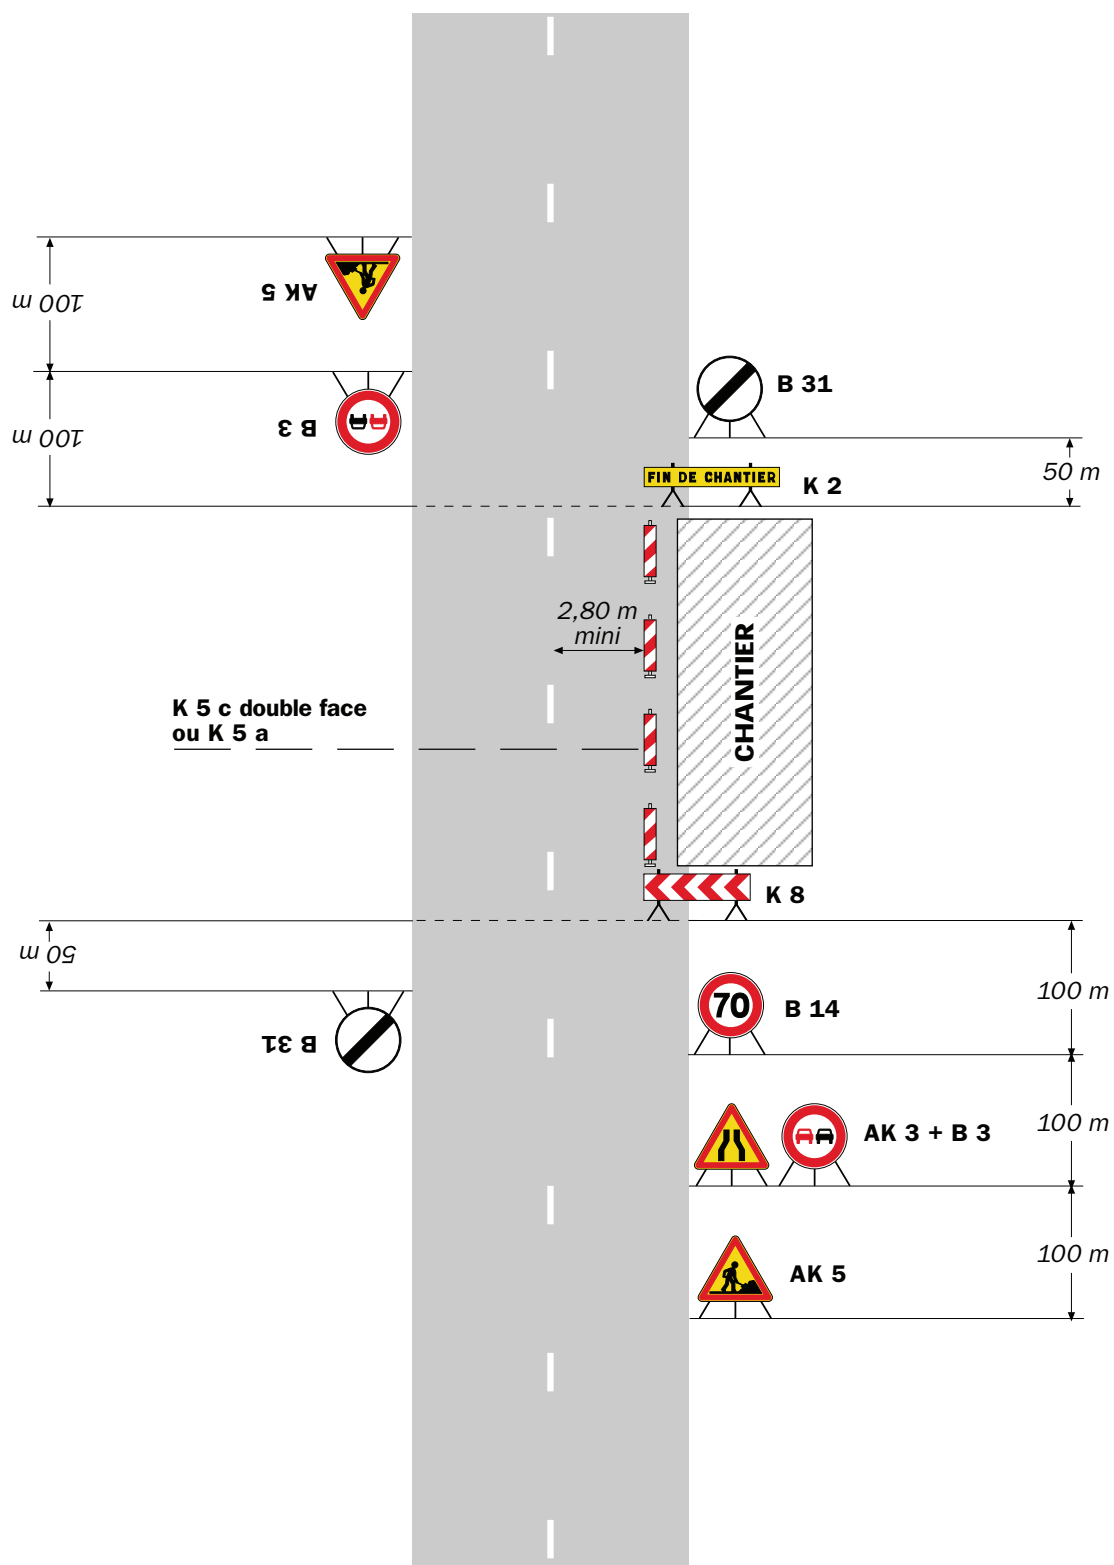 AK 5
100 m
B 3
100 m
B 31
50 m
FIN DE CHANTIER
K 2
2,80 m
mini
CHANTIER
K 5 c double face
ou K 5 a
K 8
50 m
B 31
70
B 14
100 m
AK 3 + B 3
100 m
AK 5
100 m